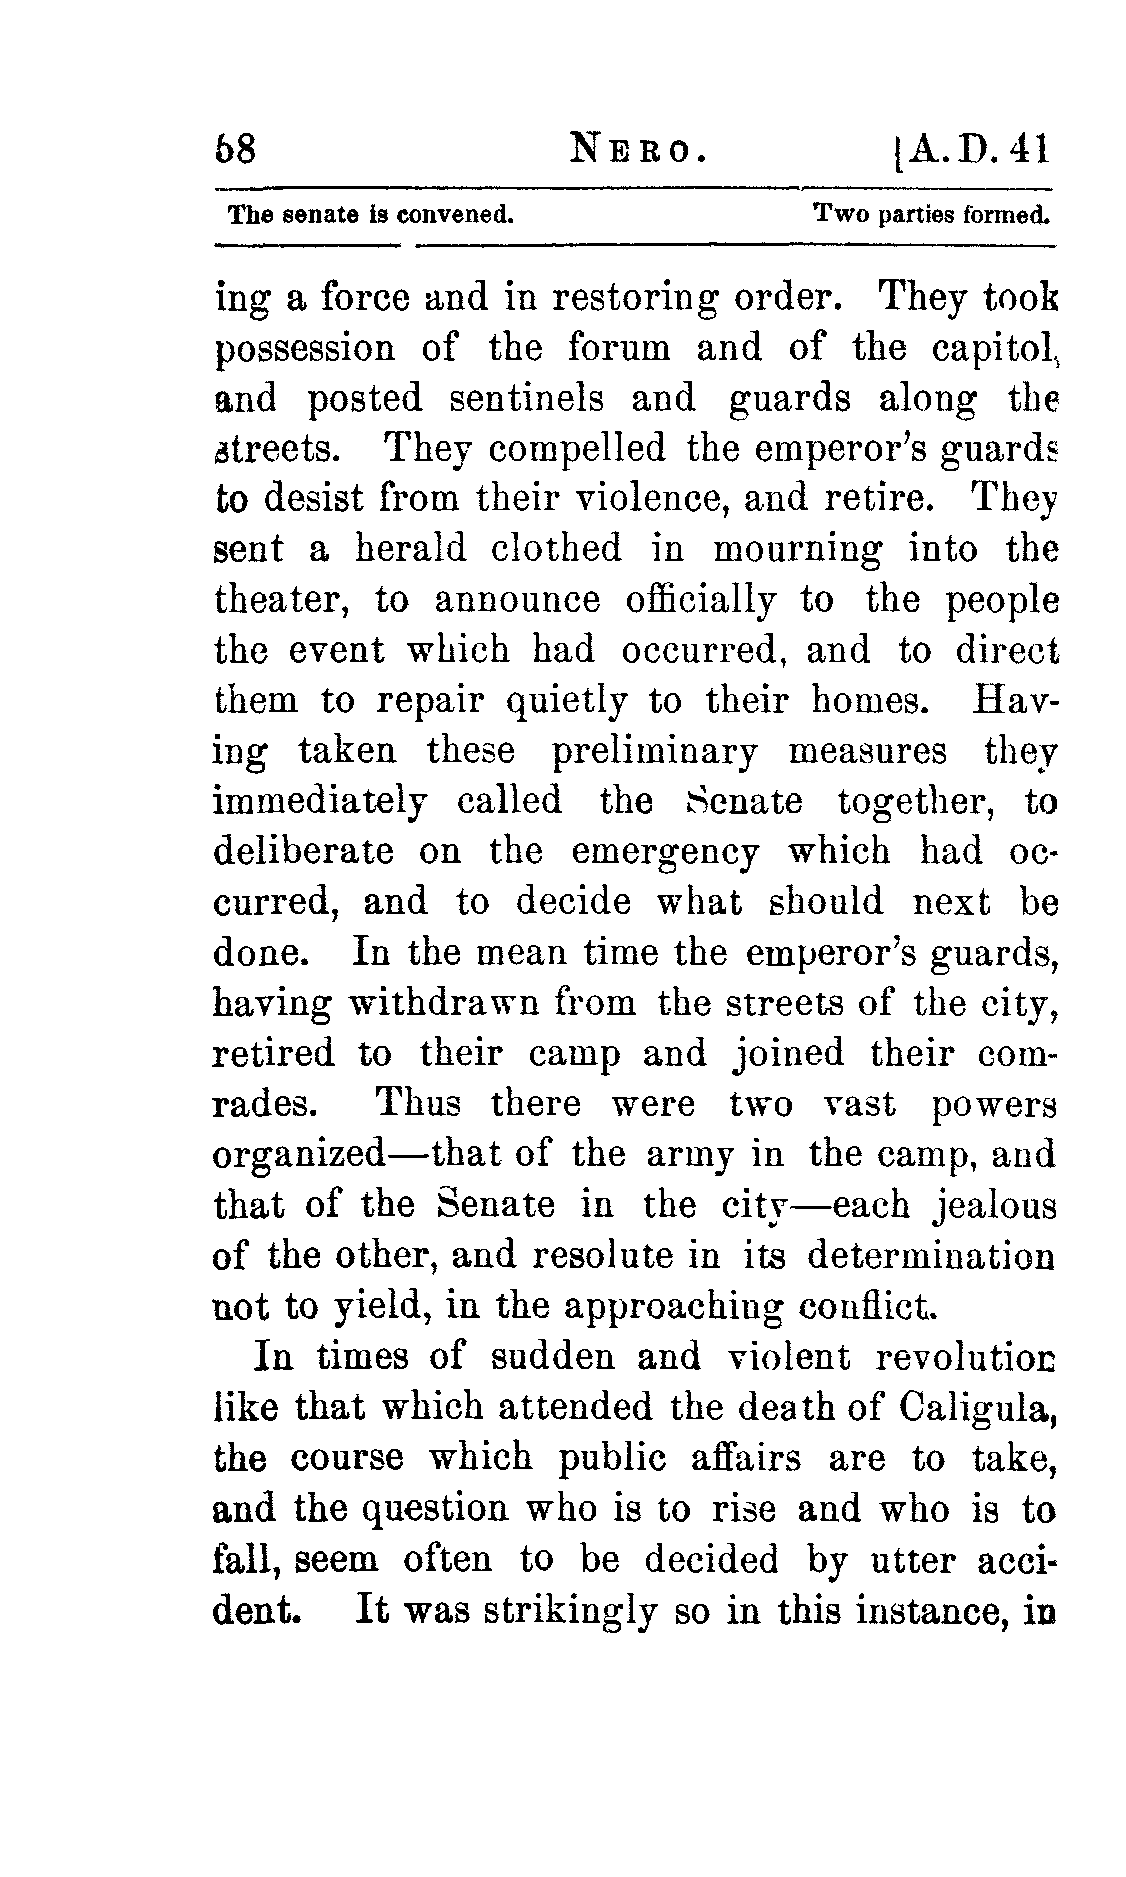 68 NERO. [A.D. 41
The senate is convened. Two parties formed.
ing a force and in restoring order. They took
possession of the forum and of the capitol,
and posted sentinels and guards along the
streets. They compelled the emperor's guards
to desist from their violence, and retire. They
sent a herald clothed in mourning into the
theater, to announce officially to the people
the event which had occurred, and to direct
them to repair quietly to their homes. Hav-
ing taken these preliminary measures they
immediately called the Senate together, to
deliberate on the emergency which had oc-
curred, and to decide what should next be
done. In the mean time the emperor's guards,
having withdrawn from the streets of the city,
retired to their camp and joined their com-
rades. Thus there were two vast powers
organized—that of the army in the camp, and
that of the Senate in the city—each jealous
of the other, and resolute in its determination
not to yield, in the approaching conflict.
In times of sudden and violent revolution
like that which attended the death of Caligula,
the course which public affairs are to take,
and the question who is to rise and who is to
fall, seem often to be decided by utter acci-
dent. It was strikingly so in this instance, in